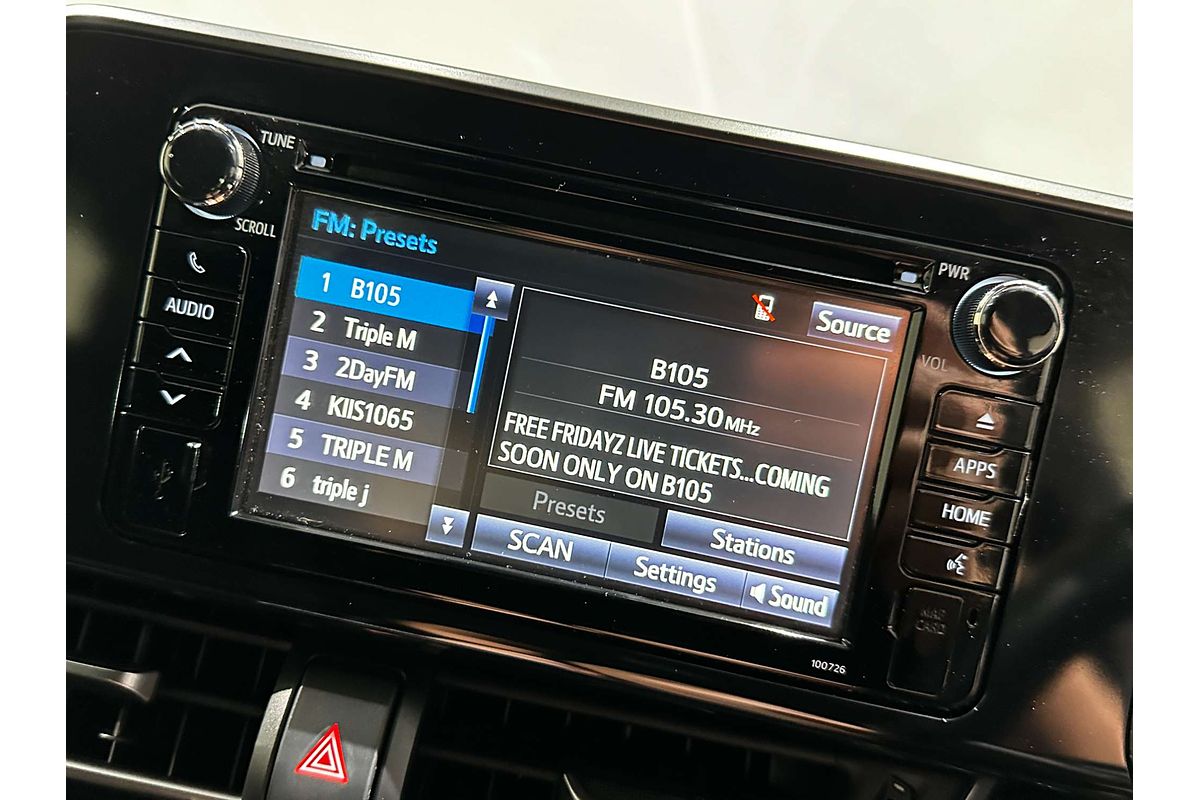 TUNE
SCROLL
AUDIO
FM: Presets
1 B105
2 Triple M
3 2DayFM
4 KIIS1065
5 TRIPLE M
6 triple j
Source
B105
FM 105.30MHz
FREE FRIDAYZ LIVE TICKETS...COMING
SOON ONLY ON B105
Presets
Stations
SCAN
Settings
Sound
PWR
VOL
APPS
HOME
MAP
CARD
100726